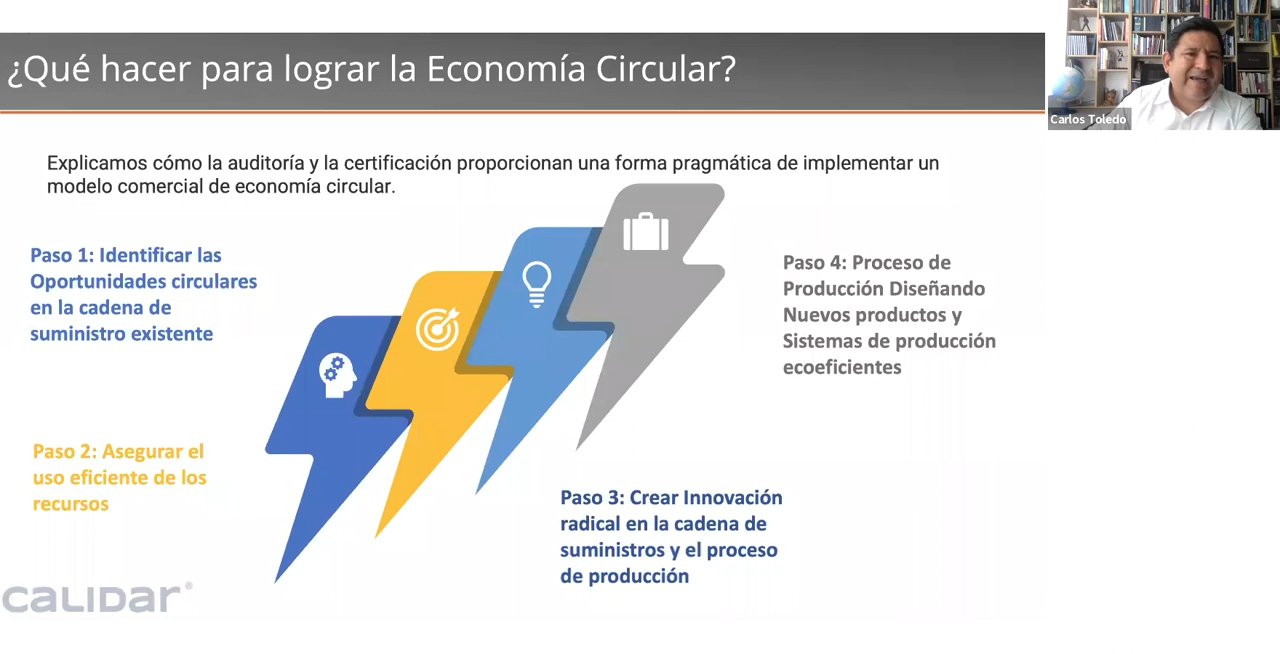 ¿Qué hacer para lograr la Economía Circular?
Carlos Toledo
Explicamos cómo la auditoría y la certificación proporcionan una forma pragmática de implementar un
modelo comercial de economía circular.
Paso 1: Identificar las
Oportunidades circulares
en la cadena de
suministro existente
Paso 2: Asegurar el
uso eficiente de los
recursos
Paso 3: Crear Innovación
radical en la cadena de
suministros y el proceso
de producción
Paso 4: Proceso de
Producción Diseñando
Nuevos productos y
Sistemas de producción
ecoeficientes
CALIDAr®